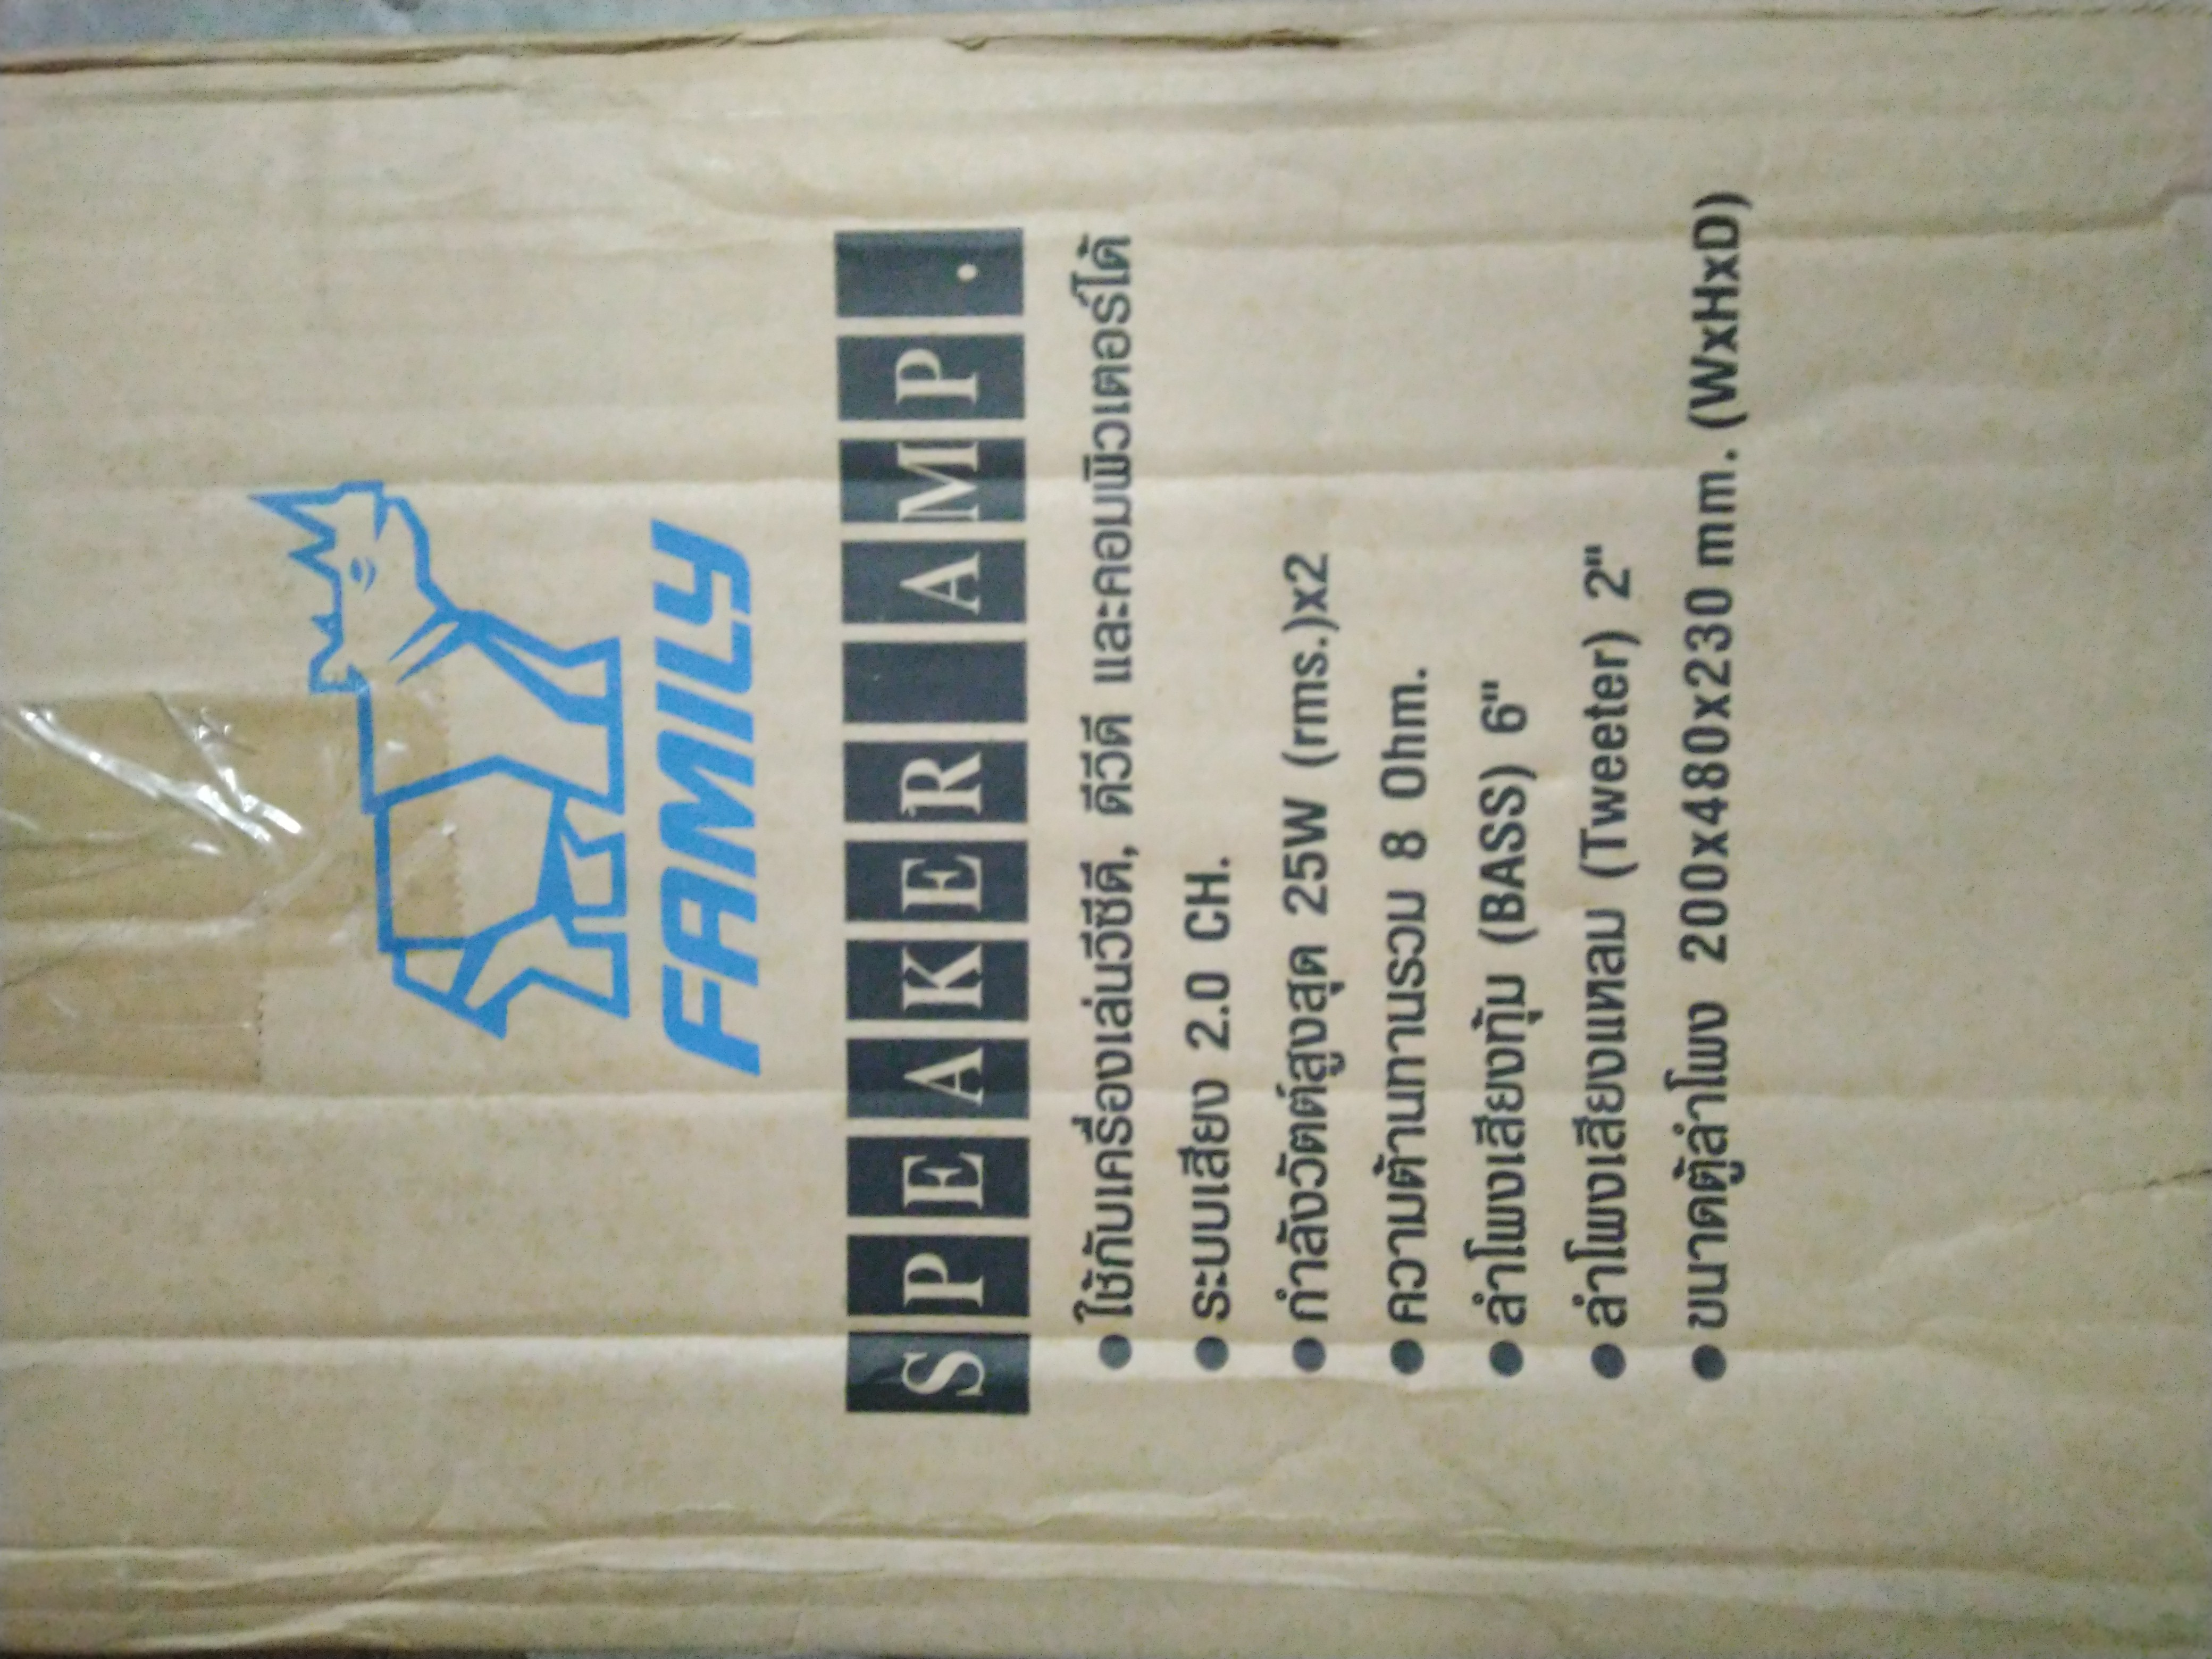 FAMILY
SPEAKER AMP.
● ใช้กับเครื่องเล่นวีซีดี, ดีวีดี และคอมพิวเตอร์ได้
● ระบบเสียง 2.0 CH.
● กำลังวัตต์สูงสุด 25W (rms.)x2
● ความต้านทานรวม 8 Ohm.
● ลำโพงเสียงทุ้ม (BASS) 6"
● ลำโพงเสียงแหลม (Tweeter) 2"
● ขนาดตู้ลำโพง 200x480x230 mm. (WxHxD)